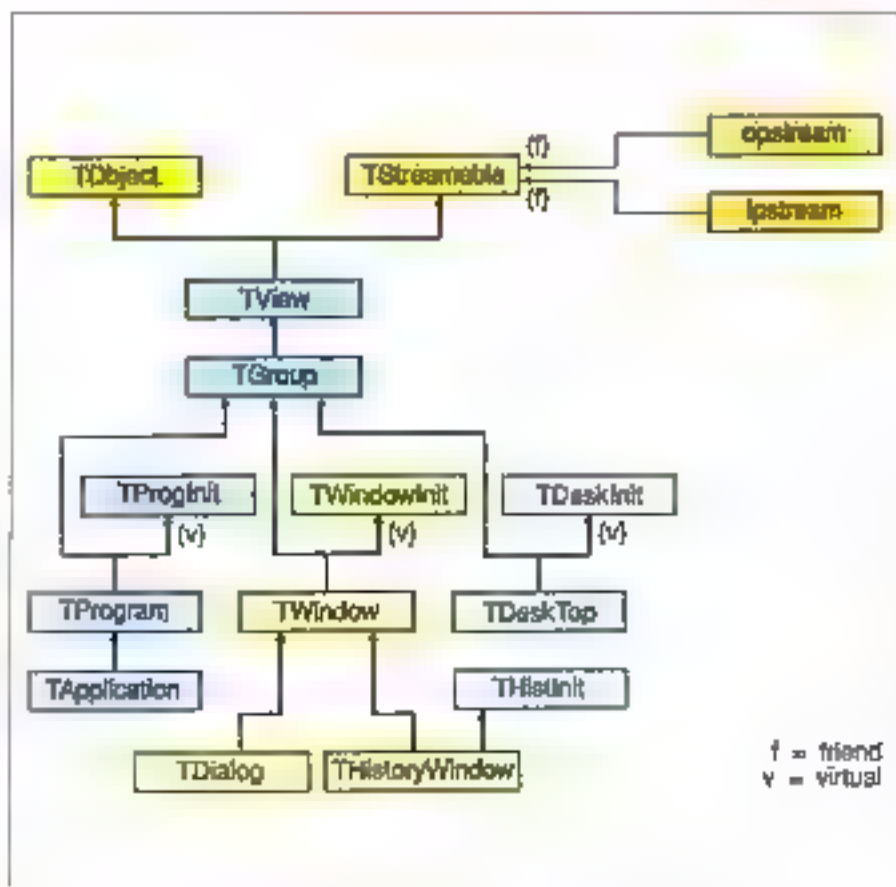 {f}
opstream
TObject
TStreamable
{f}
ipstream
TView
TGroup
TProgInit
TWindowInit
TDeskInit
{v}
{v}
{v}
TProgram
TWindow
TDeskTop
TApplication
THistInit
TDialog
THistoryWindow
f = friend
v = virtual